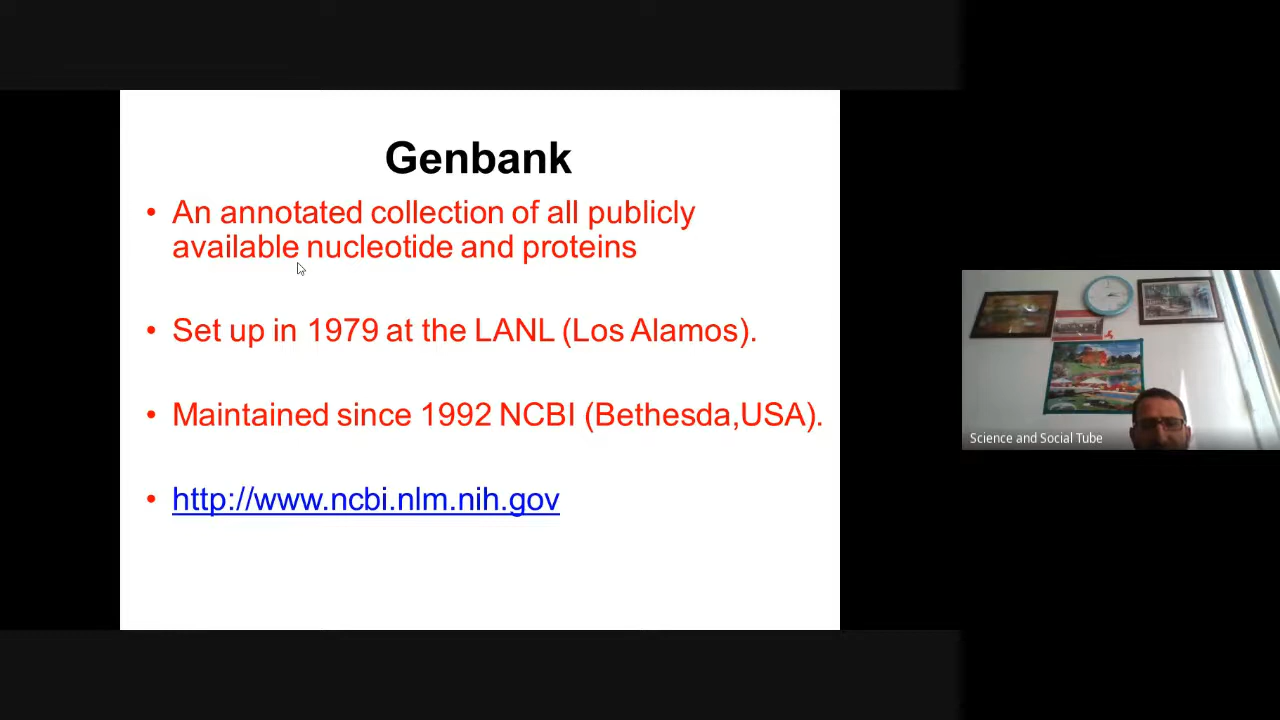 Genbank
• An annotated collection of all publicly
available nucleotide and proteins
• Set up in 1979 at the LANL (Los Alamos).
• Maintained since 1992 NCBI (Bethesda,USA).
• http://www.ncbi.nlm.nih.gov
Science and Social Tube